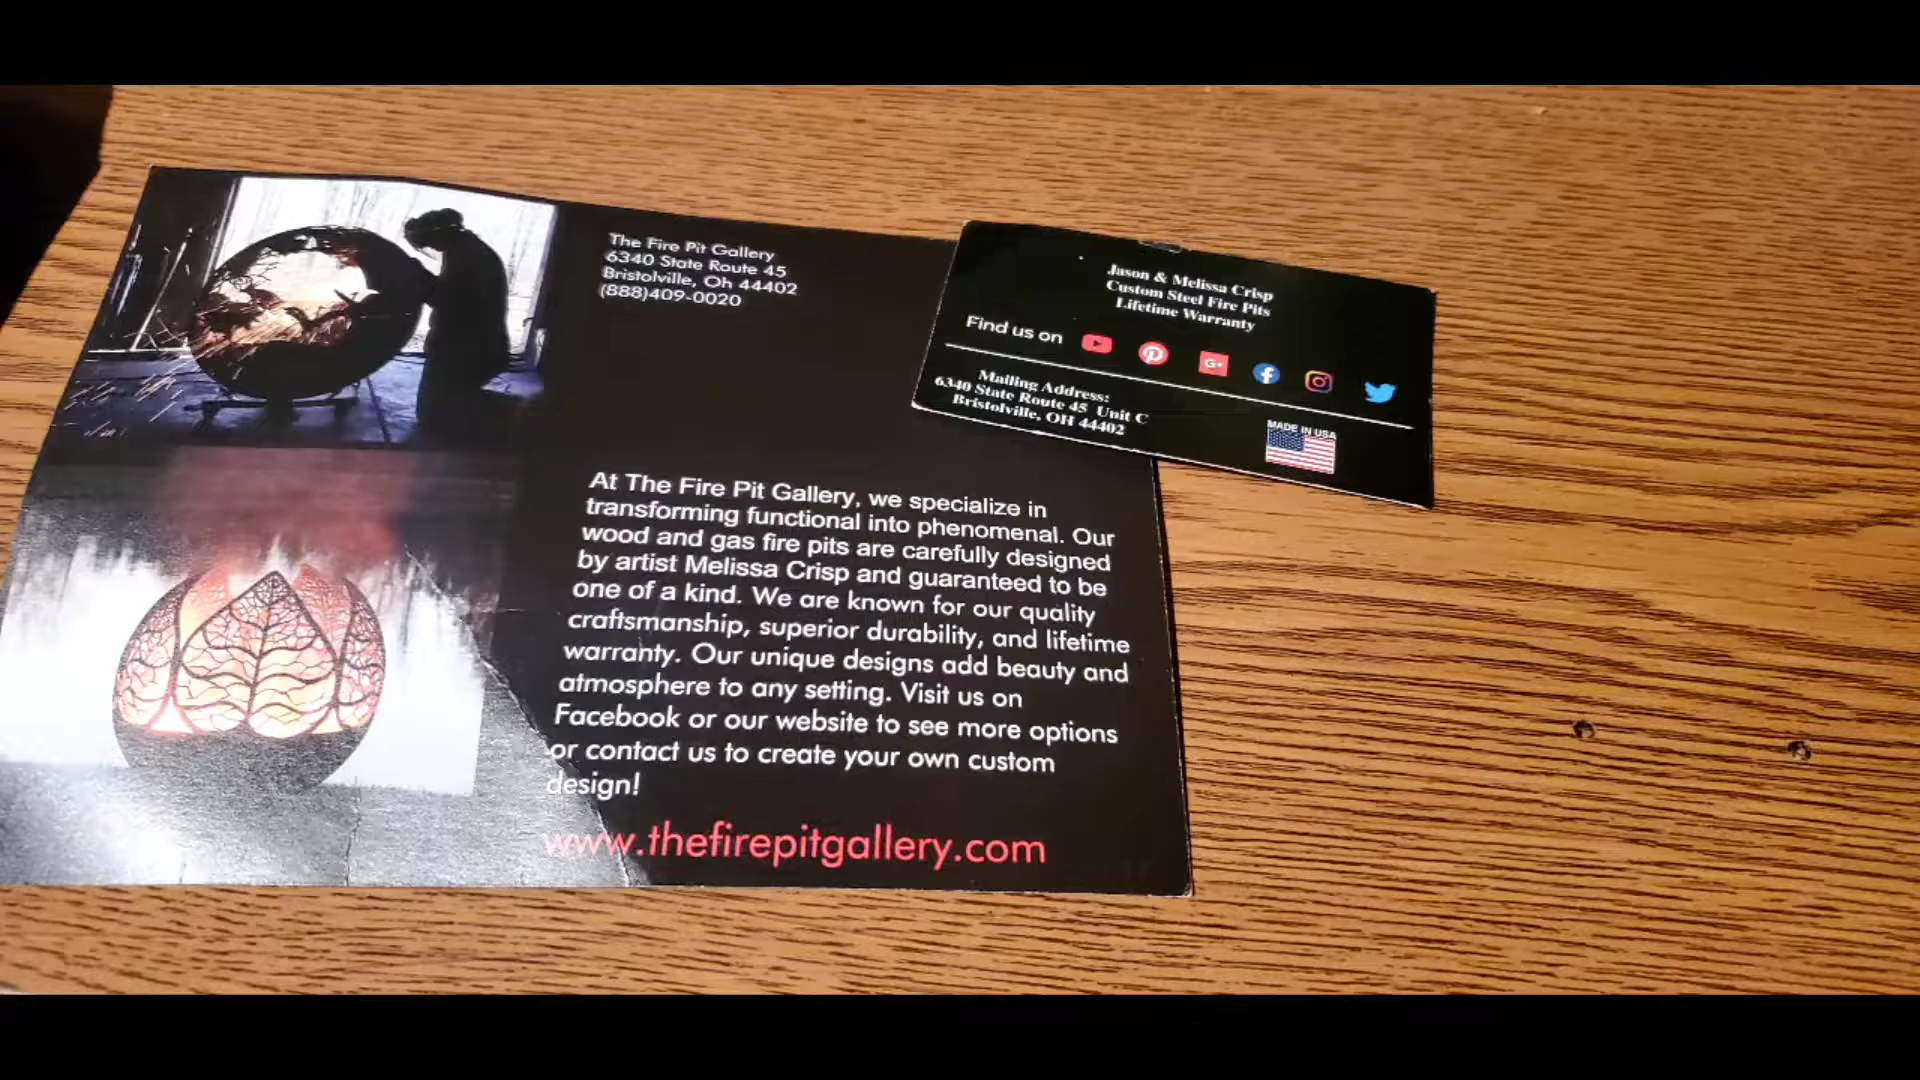 The Fire Pit Gallery
6340 State Route 45
Bristolville, Oh 44402
(888)409-0020
At The Fire Pit Gallery, we specialize in
transforming functional into phenomenal. Our
wood and gas fire pits are carefully designed
by artist Melissa Crisp and guaranteed to be
one of a kind. We are known for our quality
craftsmanship, superior durability, and lifetime
warranty. Our unique designs add beauty and
atmosphere to any setting. Visit us on
Facebook or our website to see more options
or contact us to create your own custom
design!
www.thefirepitgallery.com
Jason & Melissa Crisp
Custom Steel Fire Pits
Lifetime Warranty
Find us on
G+
Mailing Address:
6340 State Route 45 Unit C
Bristolville, OH 44402
MADE IN USA